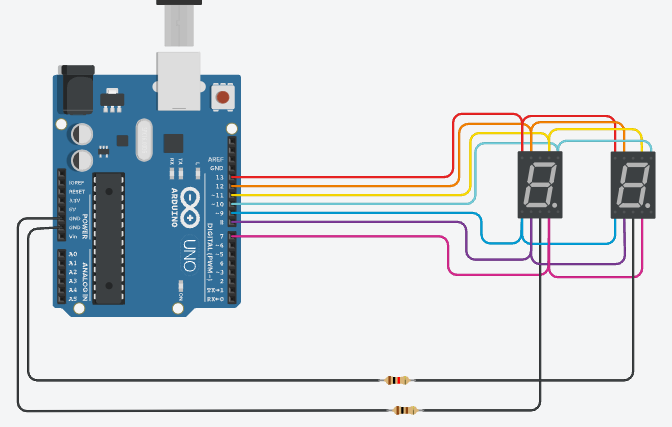 AREF
GND
13
12
~11
~10
~9
8
7
~6
~5
4
~3
2
TX→1
RX←0
RX
TX
L
ARDUINO
UNO
DIGITAL (PWM~)
ON
IOREF
RESET
3.3V
5V
GND
GND
Vin
POWER
A0
A1
A2
A3
A4
A5
ANALOG IN
8.
8.